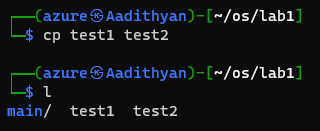 ┌──(azure㉿Aadithyan)-[~/os/lab1]
└─$ cp test1 test2
┌──(azure㉿Aadithyan)-[~/os/lab1]
└─$ l
main/  test1  test2